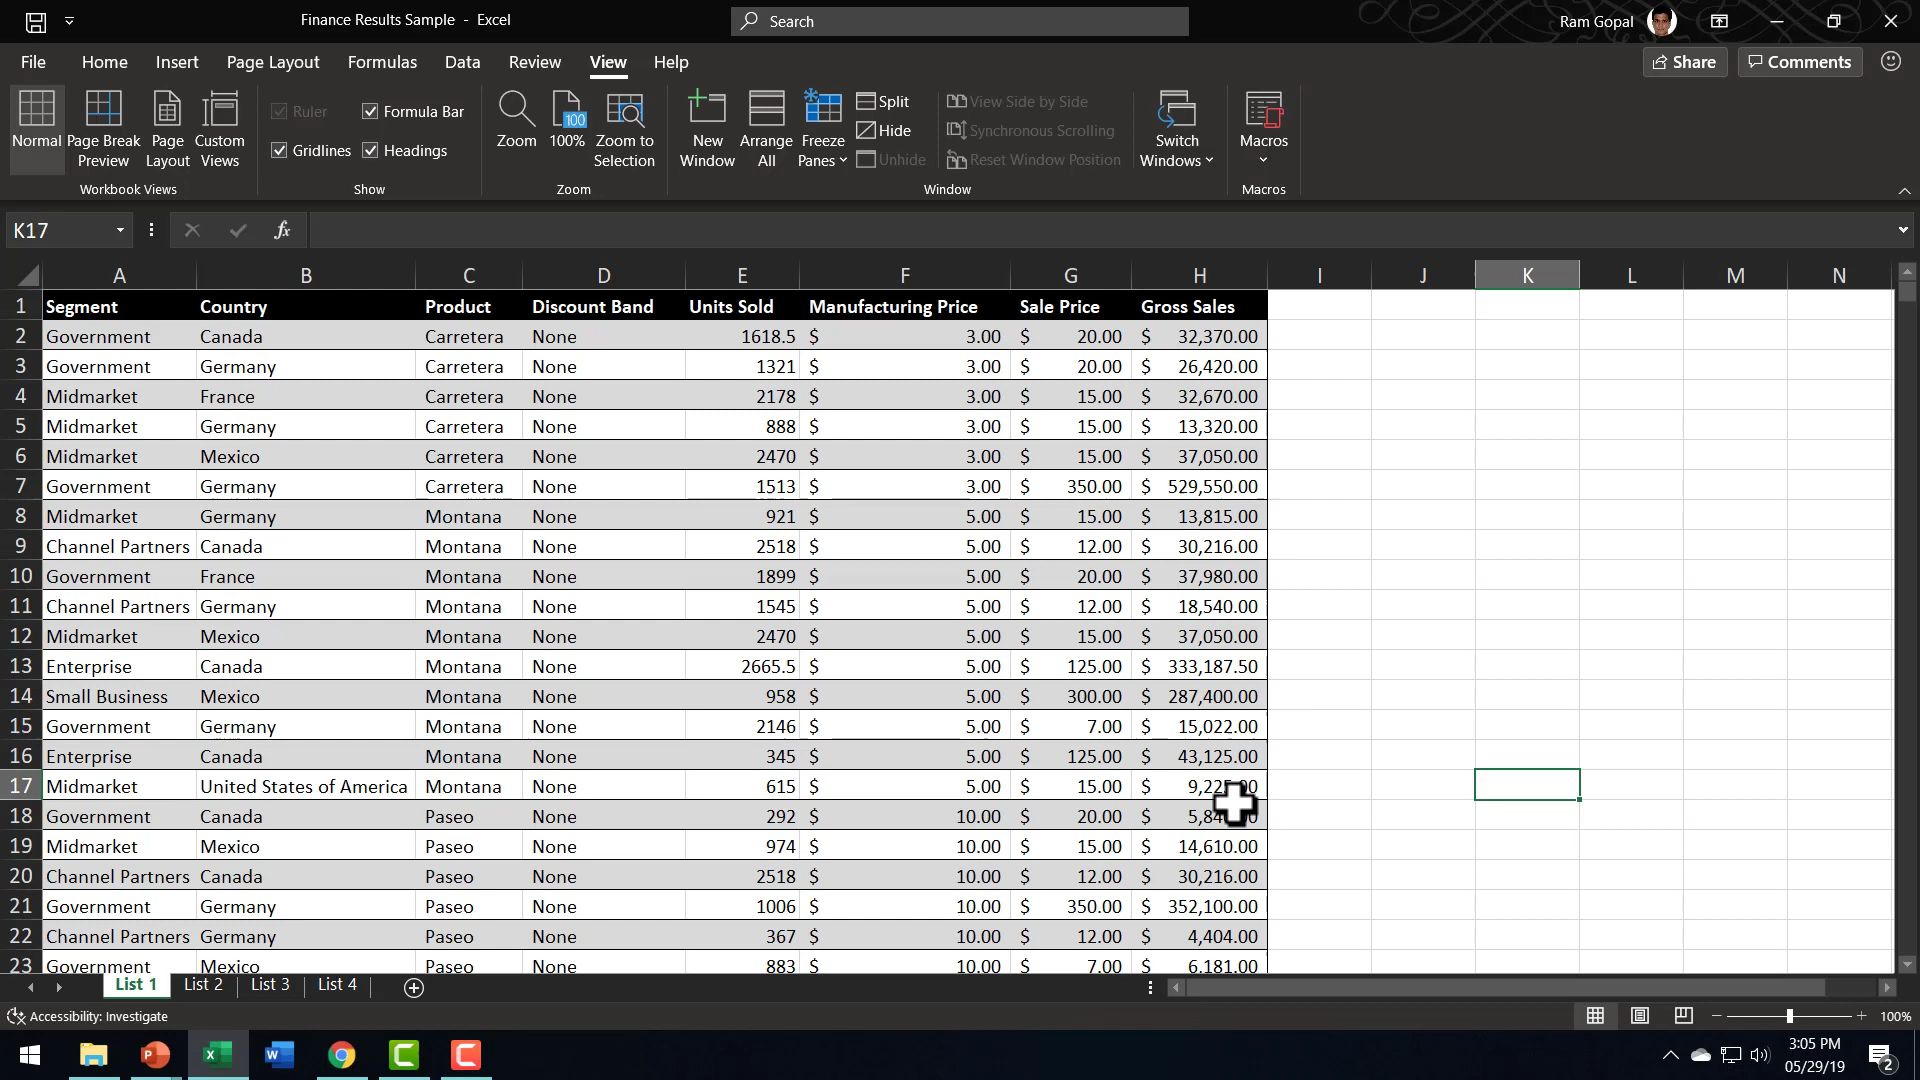 Finance Results Sample - Excel
Search
Ram Gopal
File Home Insert Page Layout Formulas Data Review View Help
Share Comments
Normal Page Break Preview Page Layout Custom Views
Workbook Views
Ruler Formula Bar
Gridlines Headings
Show
Zoom 100% Zoom to Selection
Zoom
New Window Arrange All Freeze Panes
Split
Hide
Unhide
View Side by Side
Synchronous Scrolling
Reset Window Position
Switch Windows
Window
Macros
Macros
K17 fx
A B C D E F G H I J K L M N
1 Segment Country Product Discount Band Units Sold Manufacturing Price Sale Price Gross Sales
2 Government Canada Carretera None 1618.5 $ 3.00 $ 20.00 $ 32,370.00
3 Government Germany Carretera None 1321 $ 3.00 $ 20.00 $ 26,420.00
4 Midmarket France Carretera None 2178 $ 3.00 $ 15.00 $ 32,670.00
5 Midmarket Germany Carretera None 888 $ 3.00 $ 15.00 $ 13,320.00
6 Midmarket Mexico Carretera None 2470 $ 3.00 $ 15.00 $ 37,050.00
7 Government Germany Carretera None 1513 $ 3.00 $ 350.00 $ 529,550.00
8 Midmarket Germany Montana None 921 $ 5.00 $ 15.00 $ 13,815.00
9 Channel Partners Canada Montana None 2518 $ 5.00 $ 12.00 $ 30,216.00
10 Government France Montana None 1899 $ 5.00 $ 20.00 $ 37,980.00
11 Channel Partners Germany Montana None 1545 $ 5.00 $ 12.00 $ 18,540.00
12 Midmarket Mexico Montana None 2470 $ 5.00 $ 15.00 $ 37,050.00
13 Enterprise Canada Montana None 2665.5 $ 5.00 $ 125.00 $ 333,187.50
14 Small Business Mexico Montana None 958 $ 5.00 $ 300.00 $ 287,400.00
15 Government Germany Montana None 2146 $ 5.00 $ 7.00 $ 15,022.00
16 Enterprise Canada Montana None 345 $ 5.00 $ 125.00 $ 43,125.00
17 Midmarket United States of America Montana None 615 $ 5.00 $ 15.00 $
18 Government Canada Paseo None 292 $ 10.00 $ 20.00 $
19 Midmarket Mexico Paseo None 974 $ 10.00 $ 15.00 $ 14,610.00
20 Channel Partners Canada Paseo None 2518 $ 10.00 $ 12.00 $ 30,216.00
21 Government Germany Paseo None 1006 $ 10.00 $ 350.00 $ 352,100.00
22 Channel Partners Germany Paseo None 367 $ 10.00 $ 12.00 $ 4,404.00
23 Government Mexico Paseo None 883 $ 10.00 $ 7.00 $ 6,181.00
List 1 List 2 List 3 List 4
Accessibility: Investigate
100%
3:05 PM
05/29/19
2